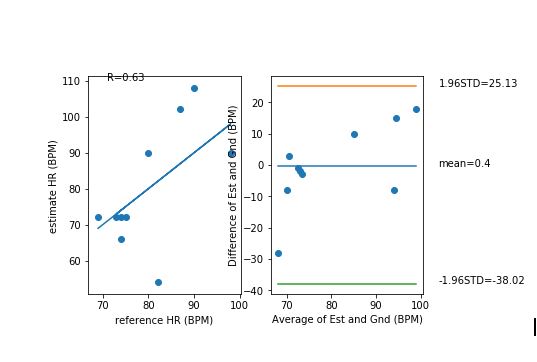 R=0.63
110
100
90
80
70
60
estimate HR (BPM)
70
80
90
100
reference HR (BPM)
20
10
0
−10
−20
−30
−40
Difference of Est and Gnd (BPM)
70
80
90
100
Average of Est and Gnd (BPM)
1.96STD=25.13
mean=0.4
-1.96STD=-38.02